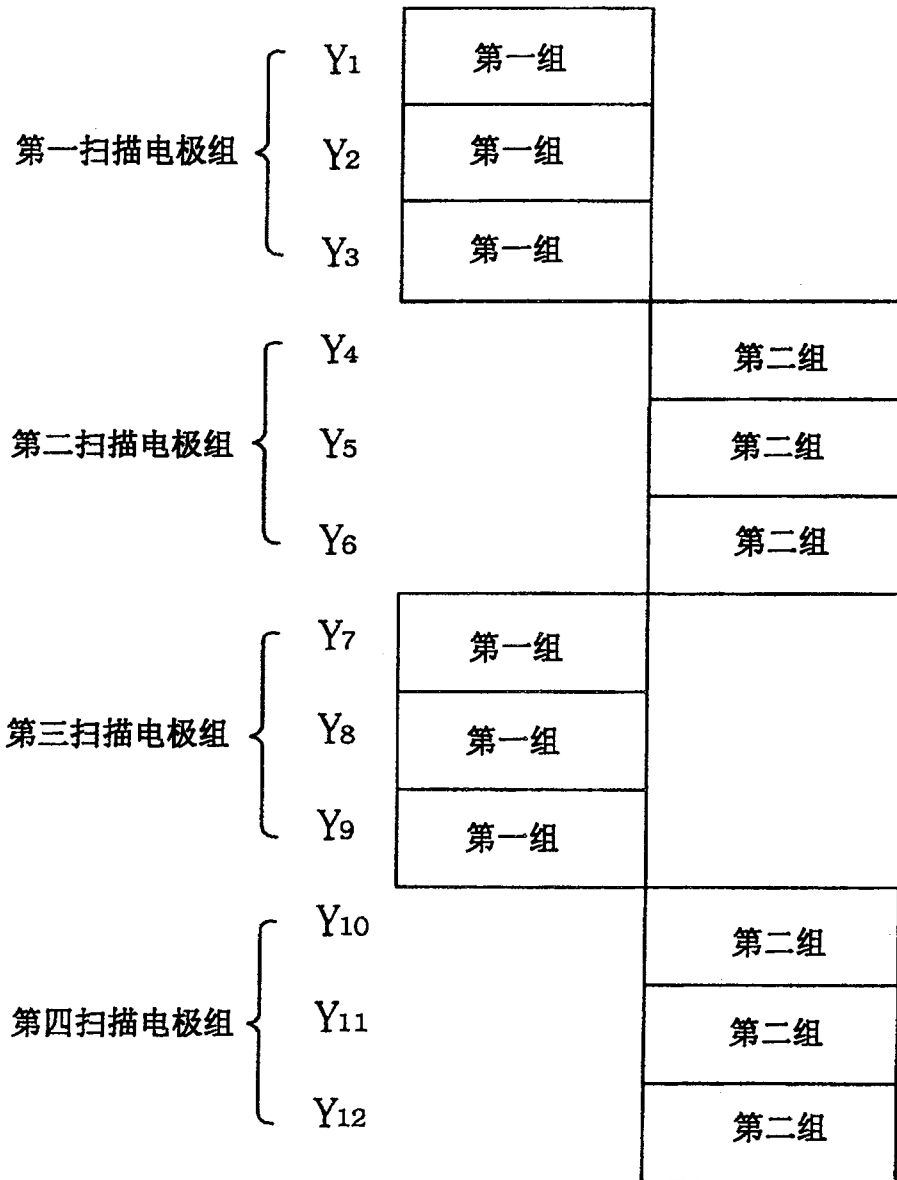 Y1 第一组
第一扫描电极组 Y2 第一组
Y3 第一组
Y4 第二组
第二扫描电极组 Y5 第二组
Y6 第二组
Y7 第一组
第三扫描电极组 Y8 第一组
Y9 第一组
Y10 第二组
第四扫描电极组 Y11 第二组
Y12 第二组